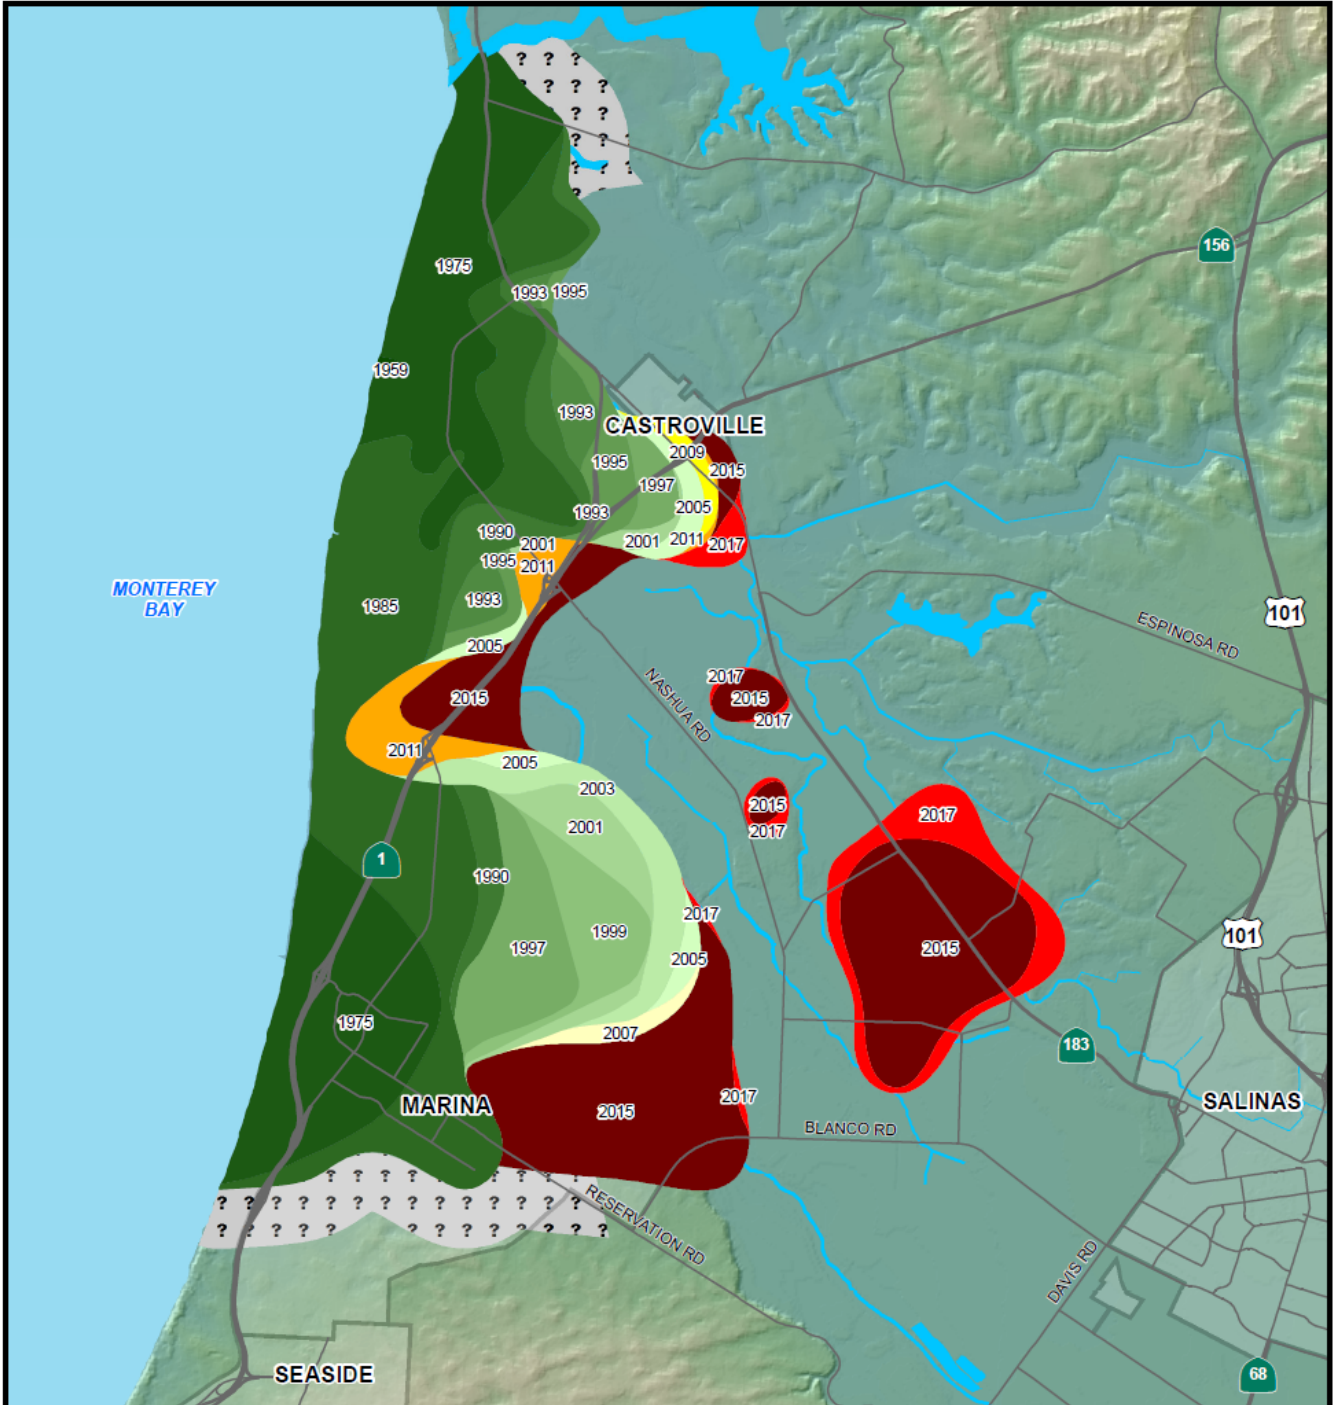 ? ? ?
? ? ? ?
? ?
? ? ?
? ? ?
?
156
1975
1993 1995
1959
1993
CASTROVILLE
2009
1995
2015
1997
2005
1993
1990
2001
2001
2011
2017
1995
2011
MONTEREY
BAY
1993
1985
101
ESPINOSA RD
2005
2017
NASHUA RD
2015
2015
2017
2011
2005
2003
2015
2017
2017
2001
1
1990
2017
1999
101
1997
2005
2015
1975
2007
183
2017
MARINA
2015
SALINAS
BLANCO RD
? ? ? ? ? ? ? ? ? ?
? ? ? ? ? ? ? ? ? ? ? ? ? ?
? ? ? ? ? ? ? ? ? ? ? ? ?
RESERVATION RD
DAVIS RD
SEASIDE
68